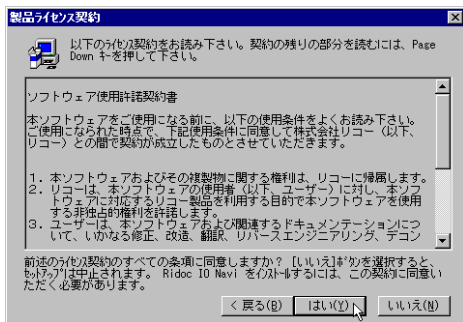 製品ライセンス契約
以下のライセンス契約をお読み下さい。契約の残りの部分を読むには、Page
Down キーを押して下さい。
ソフトウェア使用許諾契約書
本ソフトウェアをご使用になる前に、以下の使用条件をよくお読み下さい。
ご使用になられた時点で、下記使用条件に同意して株式会社リコー（以下、
リコー）との間で契約が成立したものとさせていただきます。
1. 本ソフトウェアおよびその複製物に関する権利は、リコーに帰属します。
2. リコーは、本ソフトウェアの使用者（以下、ユーザー）に対し、本ソフ
トウェアに対応するリコー製品を利用する目的で本ソフトウェアを使用
する非独占的権利を許諾します。
3. ユーザーは、本ソフトウェアおよび関連するドキュメンテーションにつ
いて、いかなる修正、改造、翻訳、リバースエンジニアリング、デコン
前述のライセンス契約のすべての条項に同意しますか? [いいえ]ボタンを選択すると、
セットアップは中止されます。 Ridoc IO Navi をインストールするには、この契約に同意い
ただく必要があります。
< 戻る(B) はい(Y) いいえ(N)